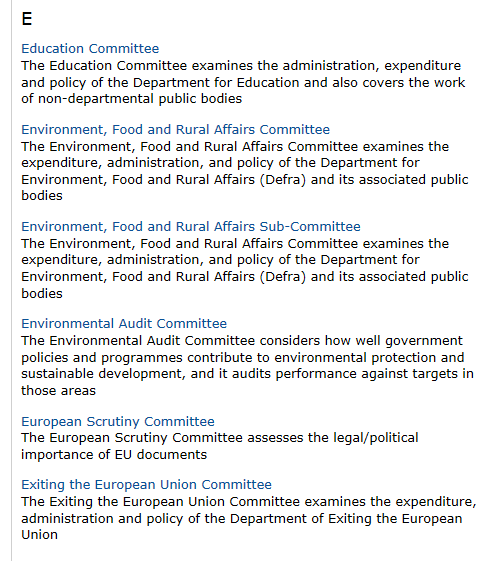 E
Education Committee
The Education Committee examines the administration, expenditure
and policy of the Department for Education and also covers the work
of non-departmental public bodies
Environment, Food and Rural Affairs Committee
The Environment, Food and Rural Affairs Committee examines the
expenditure, administration, and policy of the Department for
Environment, Food and Rural Affairs (Defra) and its associated public
bodies
Environment, Food and Rural Affairs Sub-Committee
The Environment, Food and Rural Affairs Committee examines the
expenditure, administration, and policy of the Department for
Environment, Food and Rural Affairs (Defra) and its associated public
bodies
Environmental Audit Committee
The Environmental Audit Committee considers how well government
policies and programmes contribute to environmental protection and
sustainable development, and it audits performance against targets in
those areas
European Scrutiny Committee
The European Scrutiny Committee assesses the legal/political
importance of EU documents
Exiting the European Union Committee
The Exiting the European Union Committee examines the expenditure,
administration and policy of the Department of Exiting the European
Union